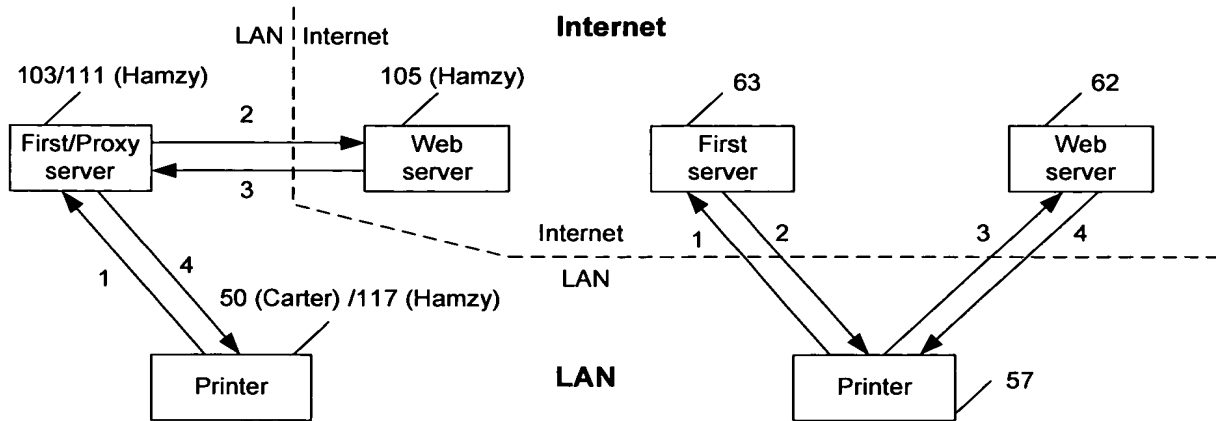 Internet
LAN Internet
103/111 (Hamzy)
105 (Hamzy)
63
62
First/Proxy
server
2
3
Web
server
First
server
Web
server
1
4
Internet
LAN
1
2
3
4
50 (Carter) /117 (Hamzy)
Printer
LAN
Printer
57